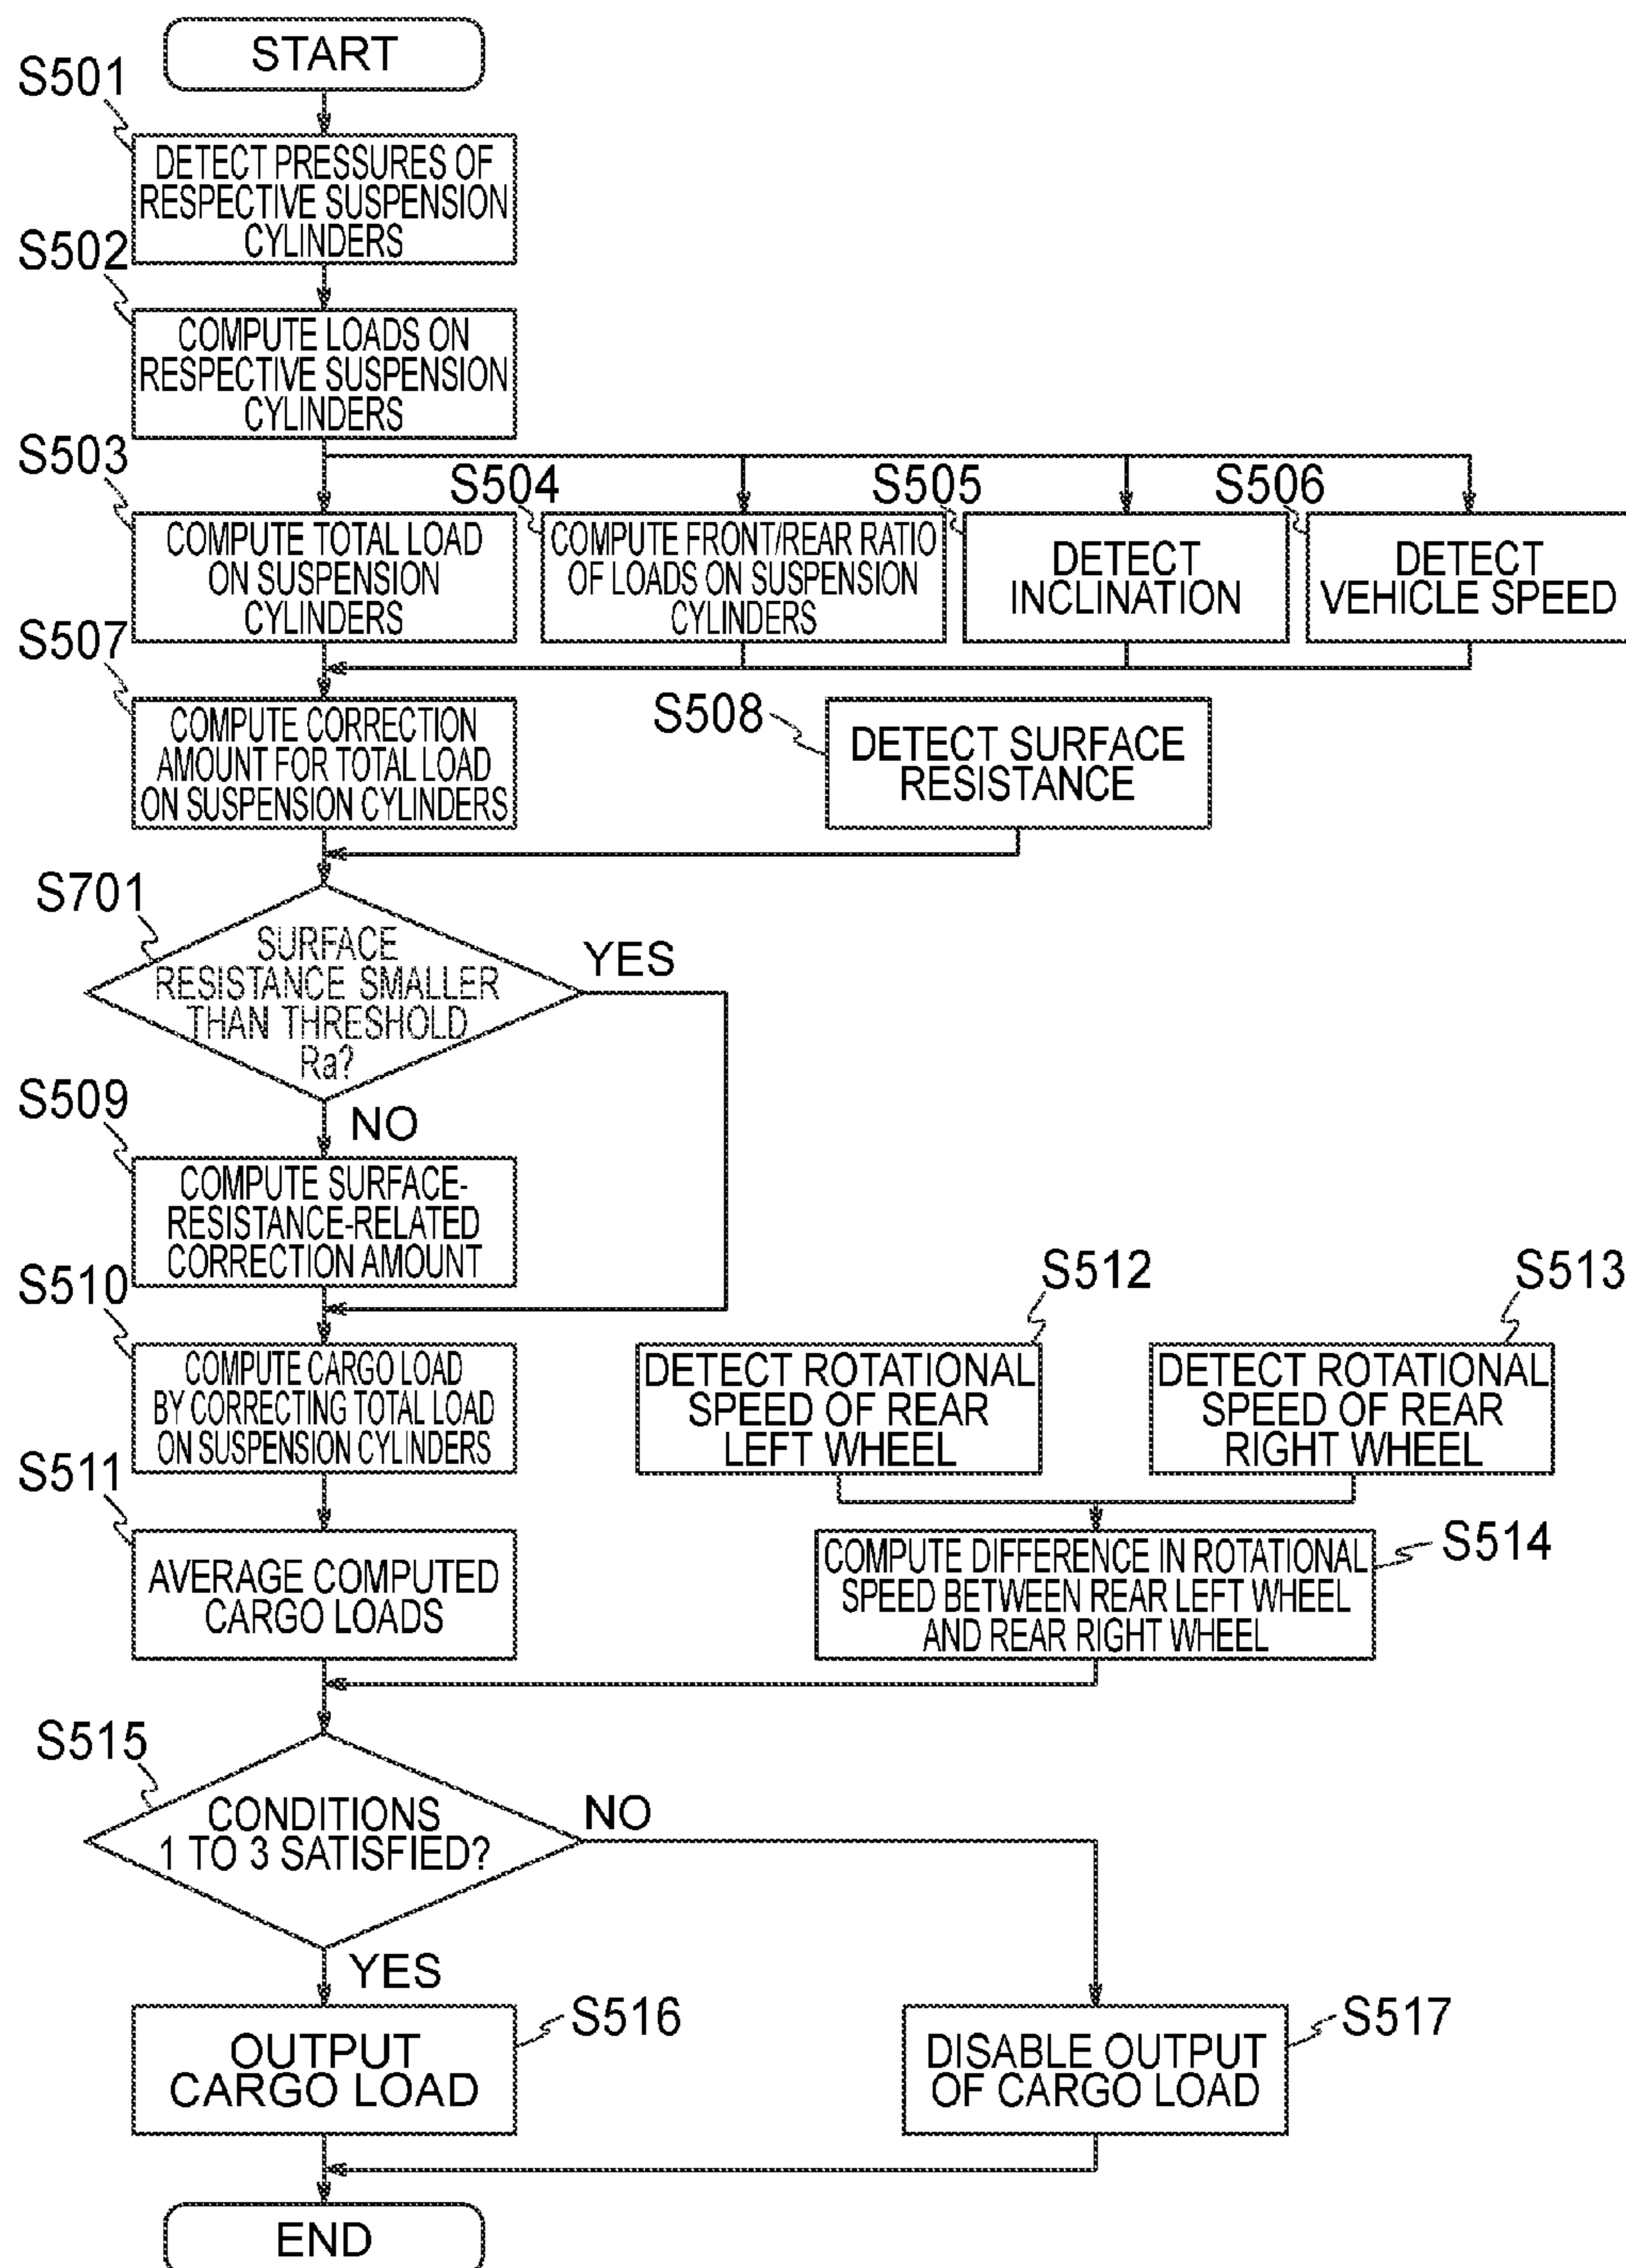 START
S501
DETECT PRESSURES OF
RESPECTIVE SUSPENSION
CYLINDERS
S502
COMPUTE LOADS ON
RESPECTIVE SUSPENSION
CYLINDERS
S503
COMPUTE TOTAL LOAD
ON SUSPENSION
CYLINDERS
S504
COMPUTE FRONT/REAR RATIO
OF LOADS ON SUSPENSION
CYLINDERS
S505
DETECT
INCLINATION
S506
DETECT
VEHICLE SPEED
S507
COMPUTE CORRECTION
AMOUNT FOR TOTAL LOAD
ON SUSPENSION CYLINDERS
S508
DETECT SURFACE
RESISTANCE
S701
SURFACE
RESISTANCE SMALLER
THAN THRESHOLD
Ra?
YES
NO
S509
COMPUTE SURFACE-
RESISTANCE-RELATED
CORRECTION AMOUNT
S510
COMPUTE CARGO LOAD
BY CORRECTING TOTAL LOAD
ON SUSPENSION CYLINDERS
S512
DETECT ROTATIONAL
SPEED OF REAR
LEFT WHEEL
S513
DETECT ROTATIONAL
SPEED OF REAR
RIGHT WHEEL
S511
AVERAGE COMPUTED
CARGO LOADS
S514
COMPUTE DIFFERENCE IN ROTATIONAL
SPEED BETWEEN REAR LEFT WHEEL
AND REAR RIGHT WHEEL
S515
CONDITIONS
1 TO 3 SATISFIED?
NO
YES
OUTPUT
CARGO LOAD
S516
DISABLE OUTPUT
OF CARGO LOAD
S517
END